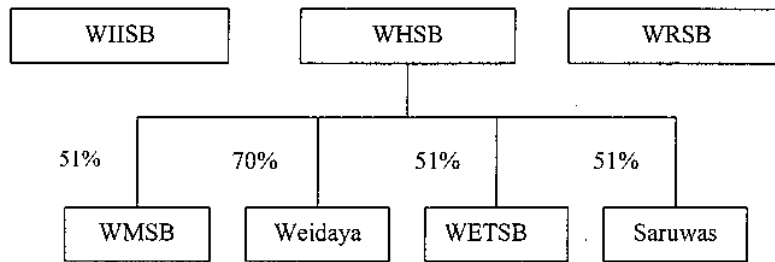 WIISB WHSB WRSB
51% 70% 51% 51%
WMSB Weidaya WETSB Saruwas